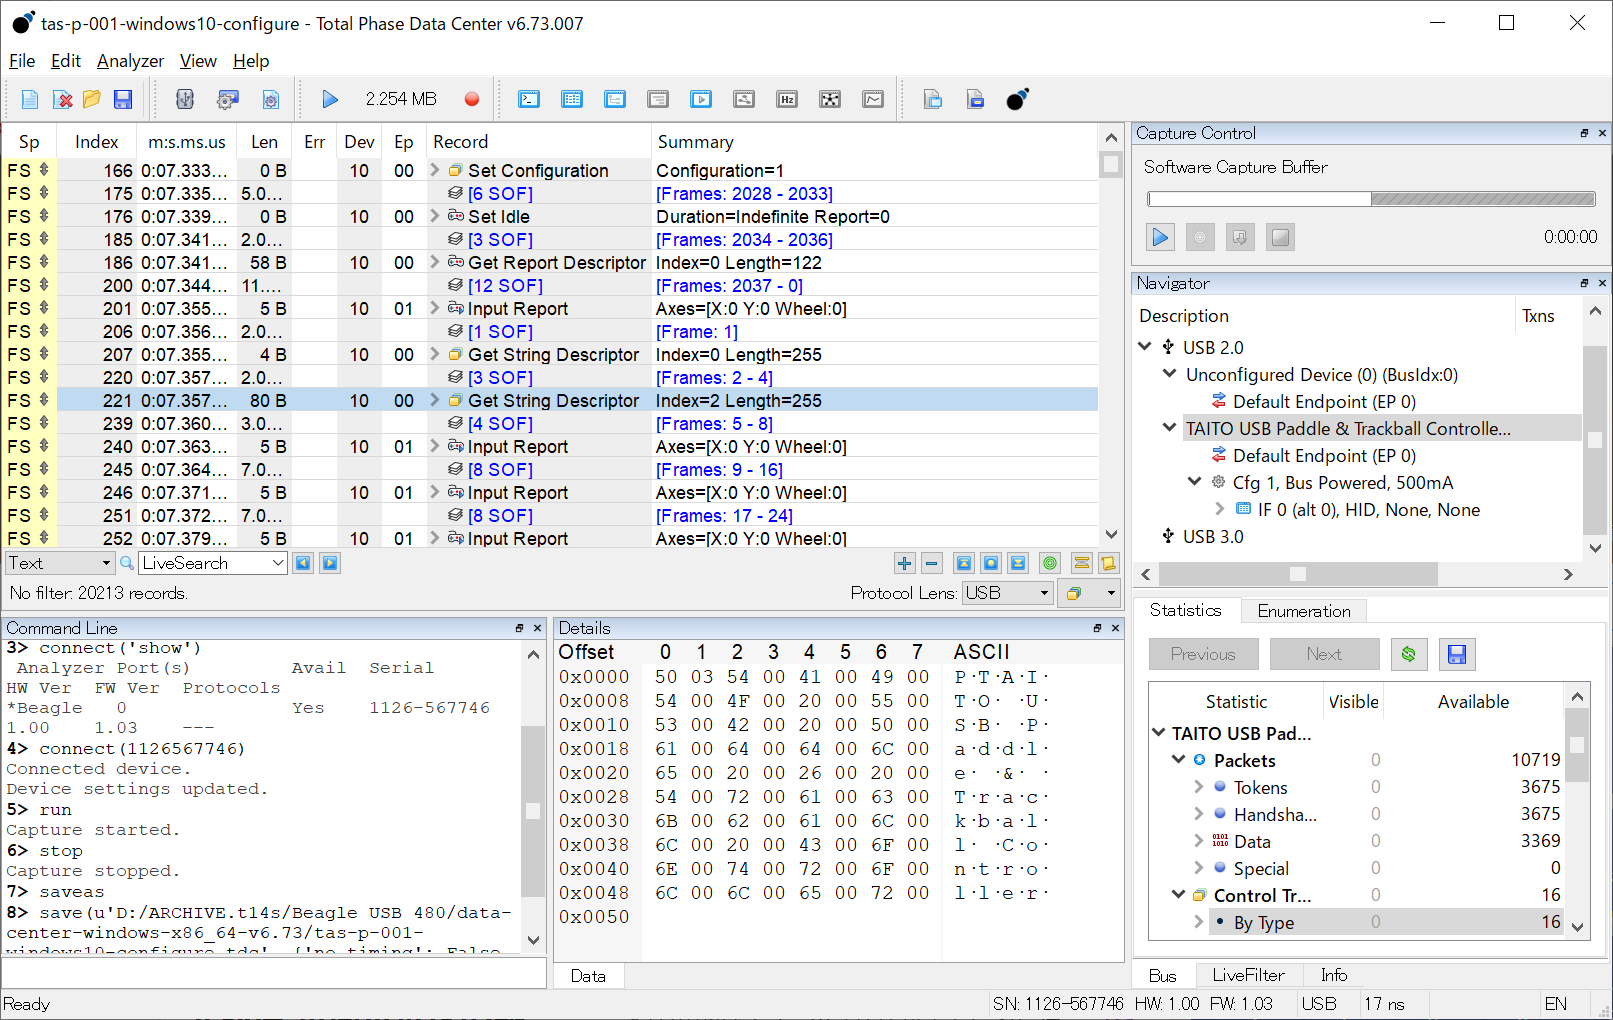 tas-p-001-windows10-configure - Total Phase Data Center v6.73.007
File Edit Analyzer View Help
2.254 MB
Sp Index m:s.ms.us Len Err Dev Ep Record Summary
FS 166 0:07.333... 0 B 10 00 Set Configuration Configuration=1
FS 175 0:07.335... 5.0... [6 SOF] [Frames: 2028 - 2033]
FS 176 0:07.339... 0 B 10 00 Set Idle Duration=Indefinite Report=0
FS 185 0:07.341... 2.0... [3 SOF] [Frames: 2034 - 2036]
FS 186 0:07.341... 58 B 10 00 Get Report Descriptor Index=0 Length=122
FS 200 0:07.344... 11.... [12 SOF] [Frames: 2037 - 0]
FS 201 0:07.355... 5 B 10 01 Input Report Axes=[X:0 Y:0 Wheel:0]
FS 206 0:07.356... 2.0... [1 SOF] [Frame: 1]
FS 207 0:07.355... 4 B 10 00 Get String Descriptor Index=0 Length=255
FS 220 0:07.357... 2.0... [3 SOF] [Frames: 2 - 4]
FS 221 0:07.357... 80 B 10 00 Get String Descriptor Index=2 Length=255
FS 239 0:07.360... 3.0... [4 SOF] [Frames: 5 - 8]
FS 240 0:07.363... 5 B 10 01 Input Report Axes=[X:0 Y:0 Wheel:0]
FS 245 0:07.364... 7.0... [8 SOF] [Frames: 9 - 16]
FS 246 0:07.371... 5 B 10 01 Input Report Axes=[X:0 Y:0 Wheel:0]
FS 251 0:07.372... 7.0... [8 SOF] [Frames: 17 - 24]
FS 252 0:07.379... 5 B 10 01 Input Report Axes=[X:0 Y:0 Wheel:0]
Text LiveSearch
No filter: 20213 records. Protocol Lens: USB
Command Line
3> connect('show')
Analyzer Port(s) Avail Serial
HW Ver FW Ver Protocols
*Beagle 0 Yes 1126-567746
1.00 1.03 ---
4> connect(1126567746)
Connected device.
Device settings updated.
5> run
Capture started.
6> stop
Capture stopped.
7> saveas
8> save(u'D:/ARCHIVE.t14s/Beagle USB 480/data-
center-windows-x86_64-v6.73/tas-p-001-
windows10-configure.tdc', {'no_timing': False,
Details
Offset 0 1 2 3 4 5 6 7 ASCII
0x0000 50 03 54 00 41 00 49 00 P·T·A·I·
0x0008 54 00 4F 00 20 00 55 00 T·O· ·U·
0x0010 53 00 42 00 20 00 50 00 S·B· ·P·
0x0018 61 00 64 00 64 00 6C 00 a·d·d·l·
0x0020 65 00 20 00 26 00 20 00 e· ·&· ·
0x0028 54 00 72 00 61 00 63 00 T·r·a·c·
0x0030 6B 00 62 00 61 00 6C 00 k·b·a·l·
0x0038 6C 00 20 00 43 00 6F 00 l· ·C·o·
0x0040 6E 00 74 00 72 00 6F 00 n·t·r·o·
0x0048 6C 00 6C 00 65 00 72 00 l·l·e·r·
0x0050
Data
Capture Control
Software Capture Buffer
0:00:00
Navigator
Description Txns
USB 2.0
Unconfigured Device (0) (BusIdx:0)
Default Endpoint (EP 0)
TAITO USB Paddle & Trackball Controlle...
Default Endpoint (EP 0)
Cfg 1, Bus Powered, 500mA
IF 0 (alt 0), HID, None, None
USB 3.0
Statistics Enumeration
Previous Next
Statistic Visible Available
TAITO USB Pad...
Packets 0 10719
Tokens 0 3675
Handsha... 0 3675
Data 0 3369
Special 0 0
Control Tr... 0 16
By Type 0 16
Bus LiveFilter Info
Ready SN: 1126-567746 HW: 1.00 FW: 1.03 USB 17 ns EN